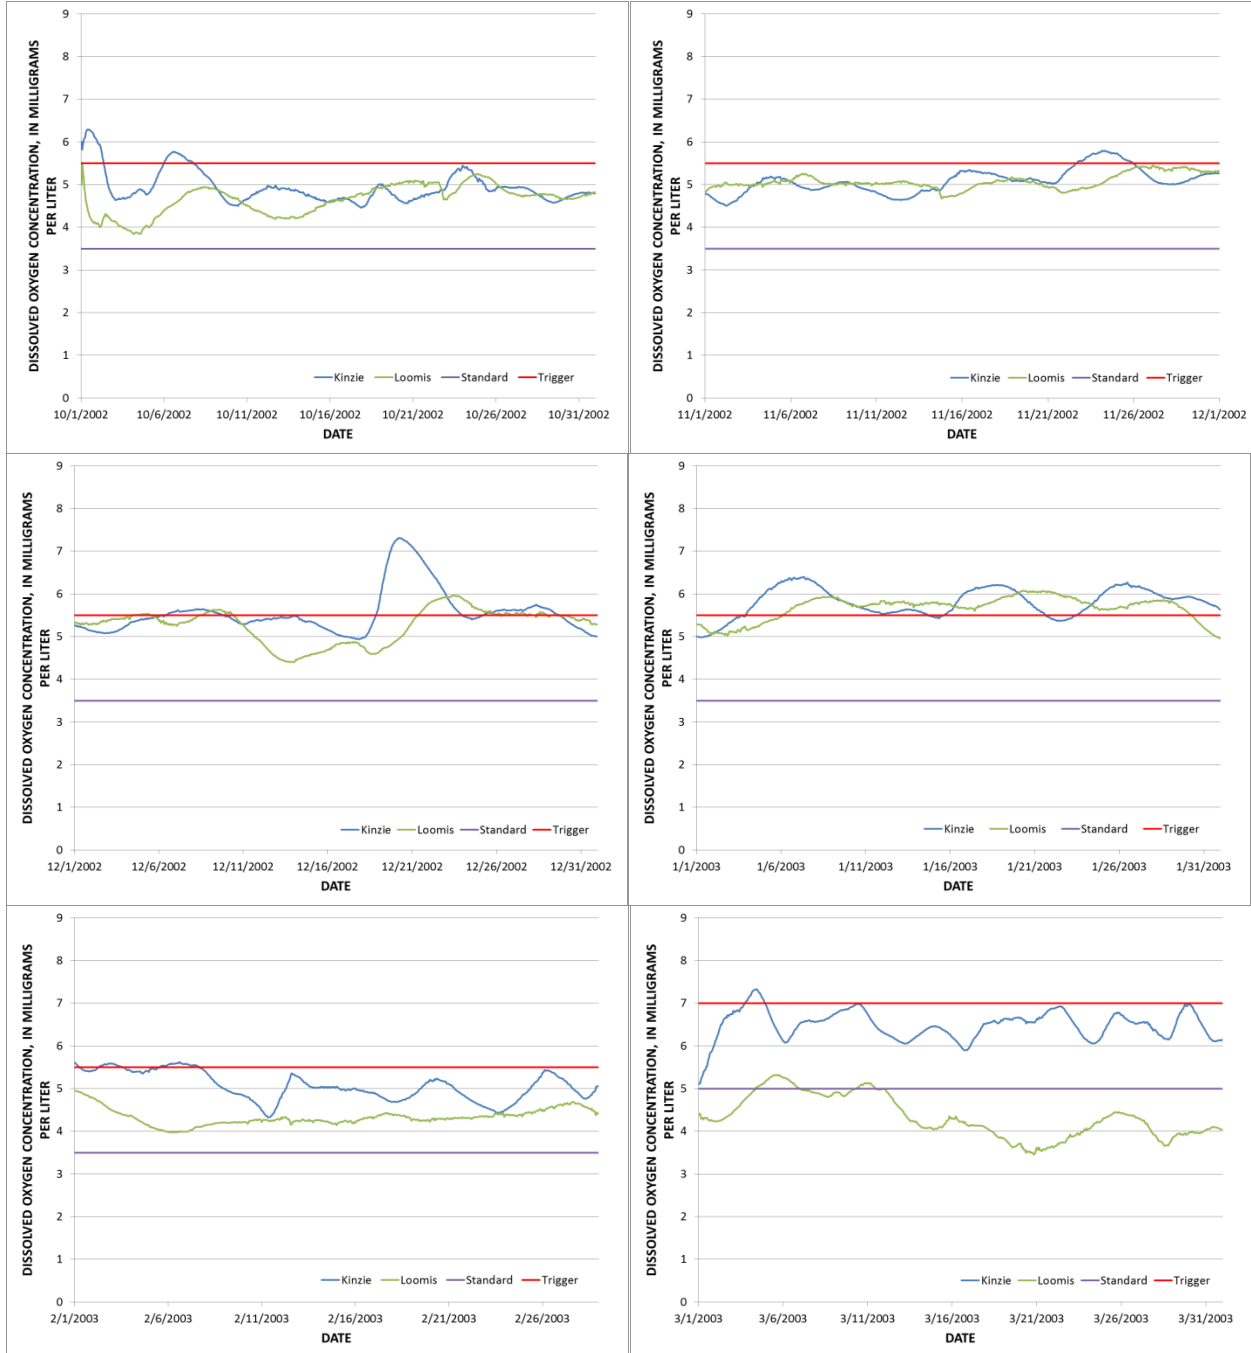 DISSOLVED OXYGEN CONCENTRATION, IN MILLIGRAMS
PER LITER
9
8
7
6
5
4
3
2
1
0
Kinzie Loomis Standard Trigger
10/1/2002 10/6/2002 10/11/2002 10/16/2002 10/21/2002 10/26/2002 10/31/2002
DATE
DISSOLVED OXYGEN CONCENTRATION, IN MILLIGRAMS
PER LITER
9
8
7
6
5
4
3
2
1
0
Kinzie Loomis Standard Trigger
11/1/2002 11/6/2002 11/11/2002 11/16/2002 11/21/2002 11/26/2002 12/1/2002
DATE
DISSOLVED OXYGEN CONCENTRATION, IN MILLIGRAMS
PER LITER
9
8
7
6
5
4
3
2
1
0
Kinzie Loomis Standard Trigger
12/1/2002 12/6/2002 12/11/2002 12/16/2002 12/21/2002 12/26/2002 12/31/2002
DATE
DISSOLVED OXYGEN CONCENTRATION, IN MILLIGRAMS
PER LITER
9
8
7
6
5
4
3
2
1
0
Kinzie Loomis Standard Trigger
1/1/2003 1/6/2003 1/11/2003 1/16/2003 1/21/2003 1/26/2003 1/31/2003
DATE
DISSOLVED OXYGEN CONCENTRATION, IN MILLIGRAMS
PER LITER
9
8
7
6
5
4
3
2
1
0
Kinzie Loomis Standard Trigger
2/1/2003 2/6/2003 2/11/2003 2/16/2003 2/21/2003 2/26/2003
DATE
DISSOLVED OXYGEN CONCENTRATION, IN MILLIGRAMS
PER LITER
9
8
7
6
5
4
3
2
1
0
Kinzie Loomis Standard Trigger
3/1/2003 3/6/2003 3/11/2003 3/16/2003 3/21/2003 3/26/2003 3/31/2003
DATE